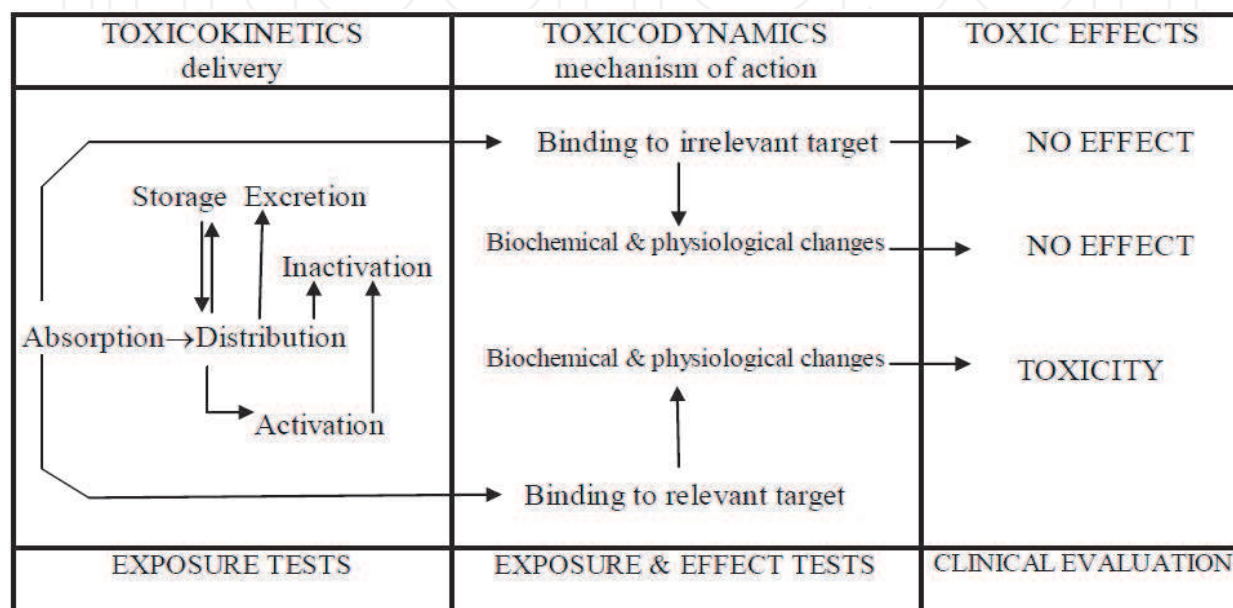 TOXICOKINETICS
delivery
TOXICODYNAMICS
mechanism of action
TOXIC EFFECTS
Binding to irrelevant target
NO EFFECT
Storage Excretion
Biochemical & physiological changes
NO EFFECT
Inactivation
Absorption→Distribution
Biochemical & physiological changes
TOXICITY
Activation
Binding to relevant target
EXPOSURE TESTS
EXPOSURE & EFFECT TESTS
CLINICAL EVALUATION